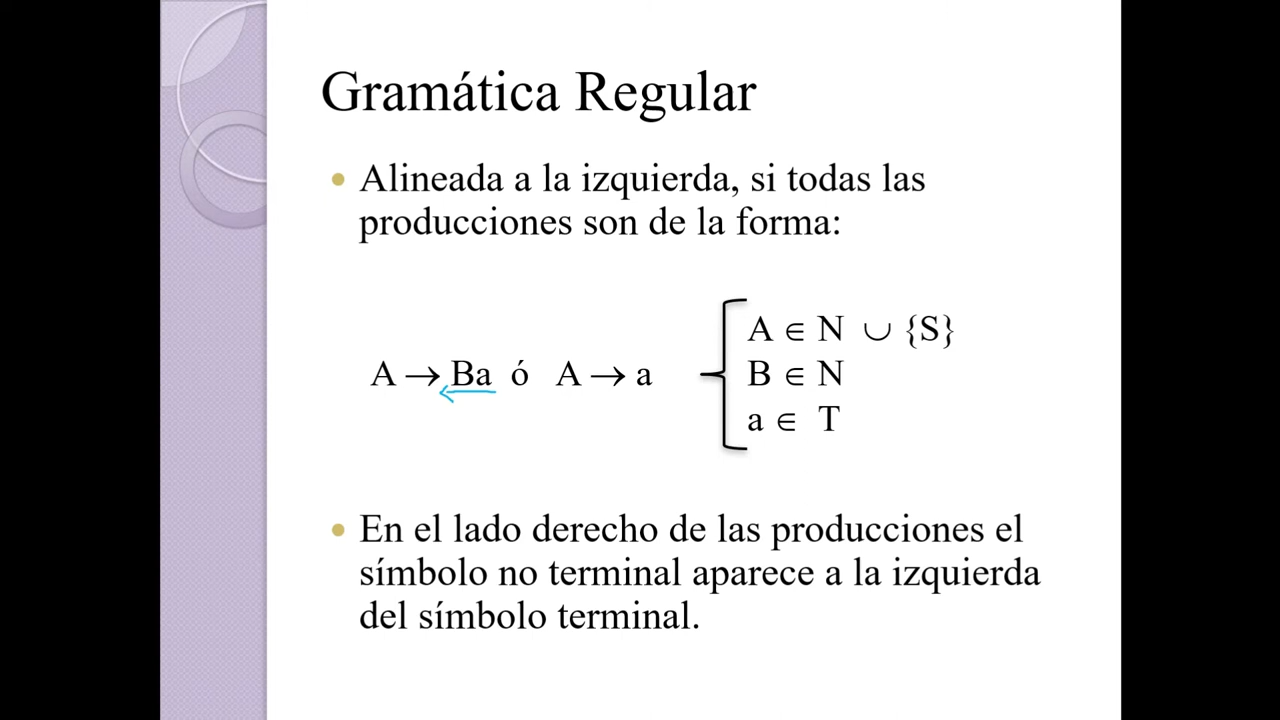 Gramática Regular
Alineada a la izquierda, si todas las
producciones son de la forma:
A ∈ N ∪ {S}
A → Ba ó A → a
B ∈ N
a ∈ T
En el lado derecho de las producciones el
símbolo no terminal aparece a la izquierda
del símbolo terminal.